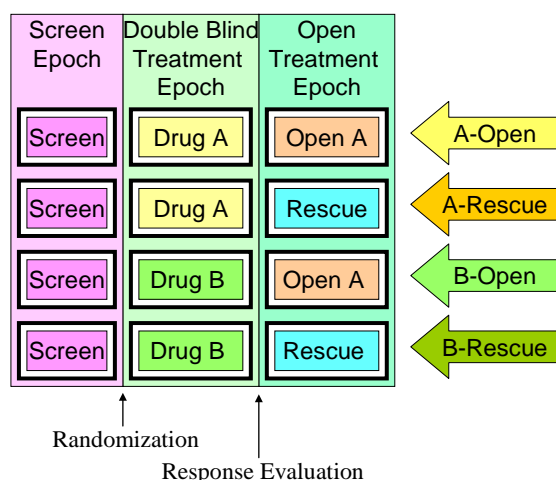 Screen
Epoch
Double Blind
Treatment
Epoch
Open
Treatment
Epoch
Screen
Drug A
Open A
A-Open
Screen
Drug A
Rescue
A-Rescue
Screen
Drug B
Open A
B-Open
Screen
Drug B
Rescue
B-Rescue
Randomization
Response Evaluation